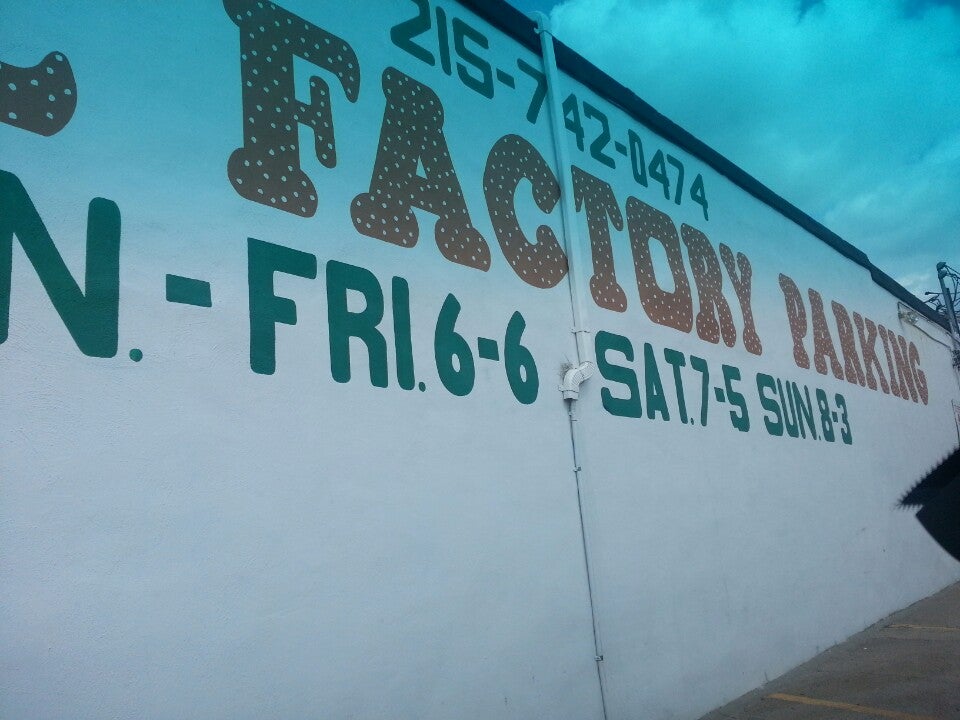 215-742-0474
FACTORY PARKING
N.-FRI.6-6 SAT.7-5 SUN.8-3